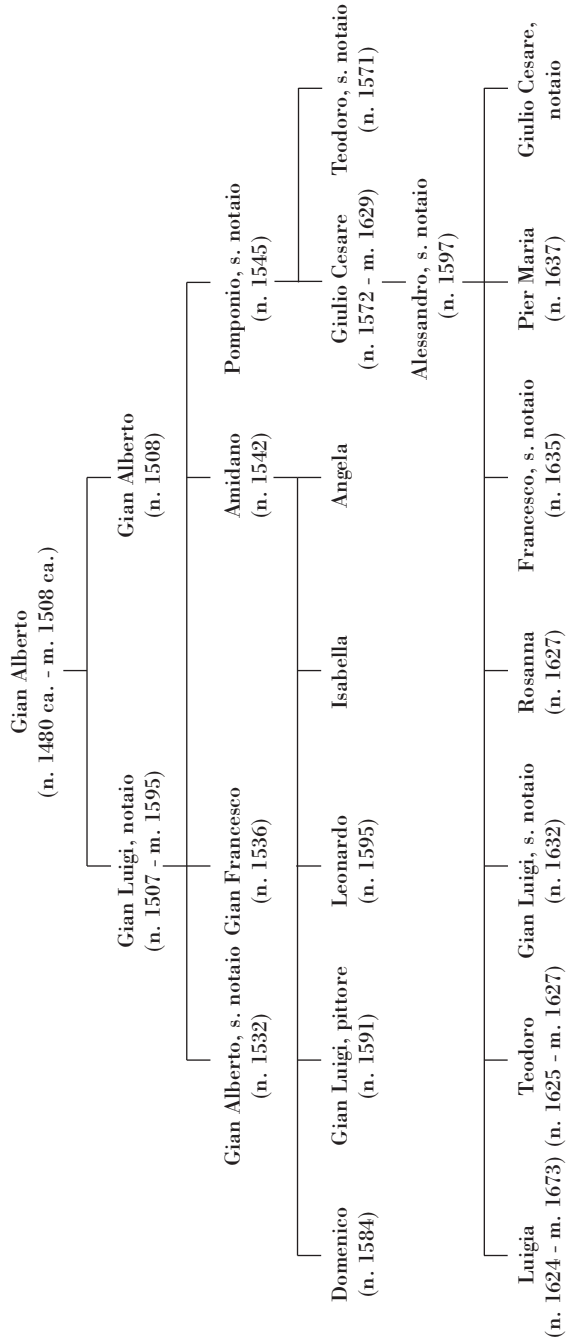 Gian Alberto
(n. 1480 ca. - m. 1508 ca.)
Gian Luigi, notaio
(n. 1507 - m. 1595)
Gian Alberto
(n. 1508)
Gian Alberto, s. notaio
(n. 1532)
Gian Francesco
(n. 1536)
Amidano
(n. 1542)
Pomponio, s. notaio
(n. 1545)
Domenico
(n. 1584)
Gian Luigi, pittore
(n. 1591)
Leonardo
(n. 1595)
Isabella
Angela
Giulio Cesare
(n. 1572 - m. 1629)
Teodoro, s. notaio
(n. 1571)
Alessandro, s. notaio
(n. 1597)
Luigia
(n. 1624 - m. 1673)
Teodoro
(n. 1625 - m. 1627)
Gian Luigi, s. notaio
(n. 1632)
Rosanna
(n. 1627)
Francesco, s. notaio
(n. 1635)
Pier Maria
(n. 1637)
Giulio Cesare,
notaio